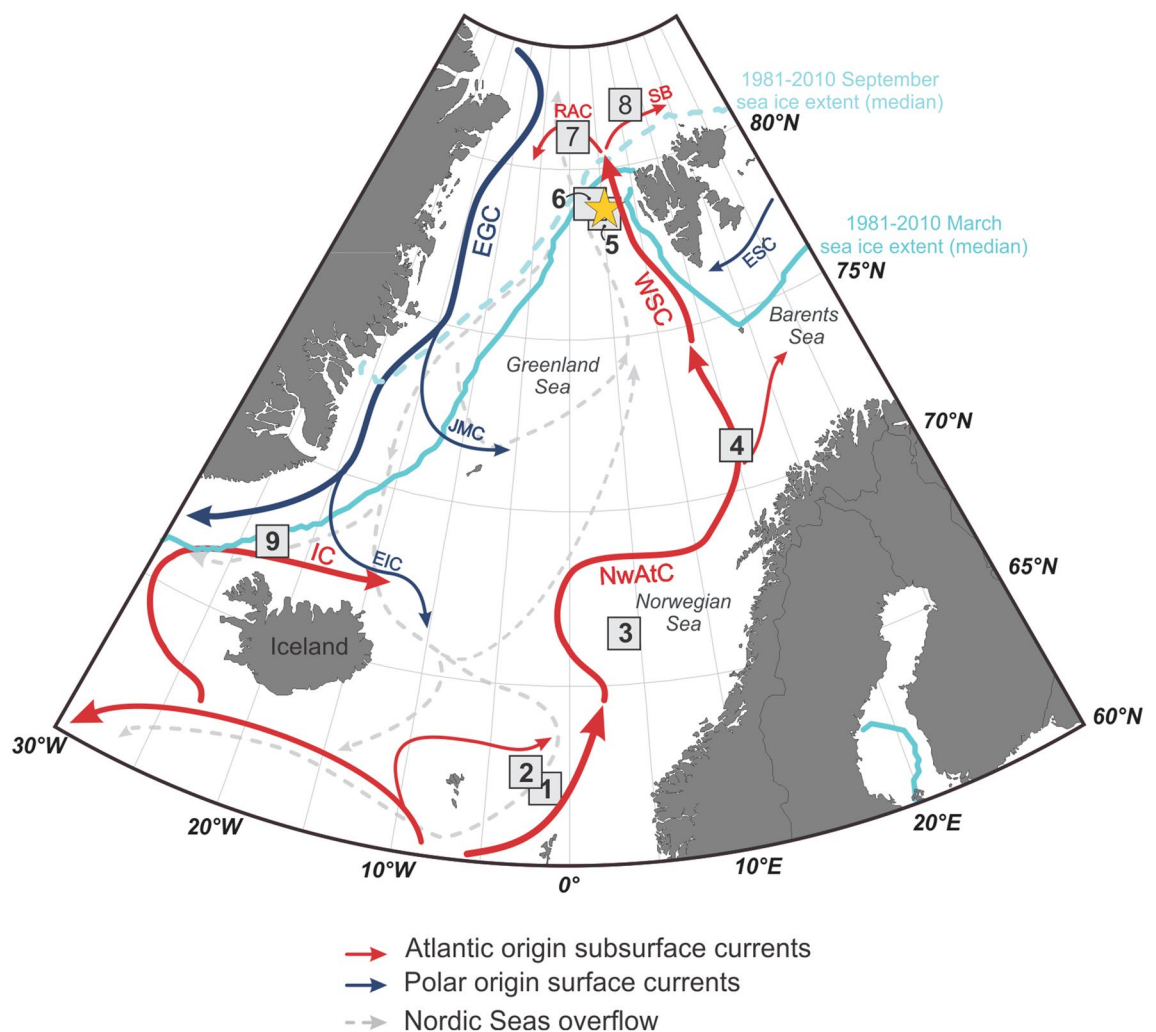 1981-2010 September
sea ice extent (median)
80°N
8
SB
RAC
7
6
5
EGC
WSC
ESC
1981-2010 March
sea ice extent (median)
75°N
Barents
Sea
Greenland
Sea
JMC
4
70°N
9
IC
EIC
NwAtC
Norwegian
Sea
3
65°N
Iceland
2
1
60°N
30°W
20°W
10°W
0°
10°E
20°E
Atlantic origin subsurface currents
Polar origin surface currents
Nordic Seas overflow